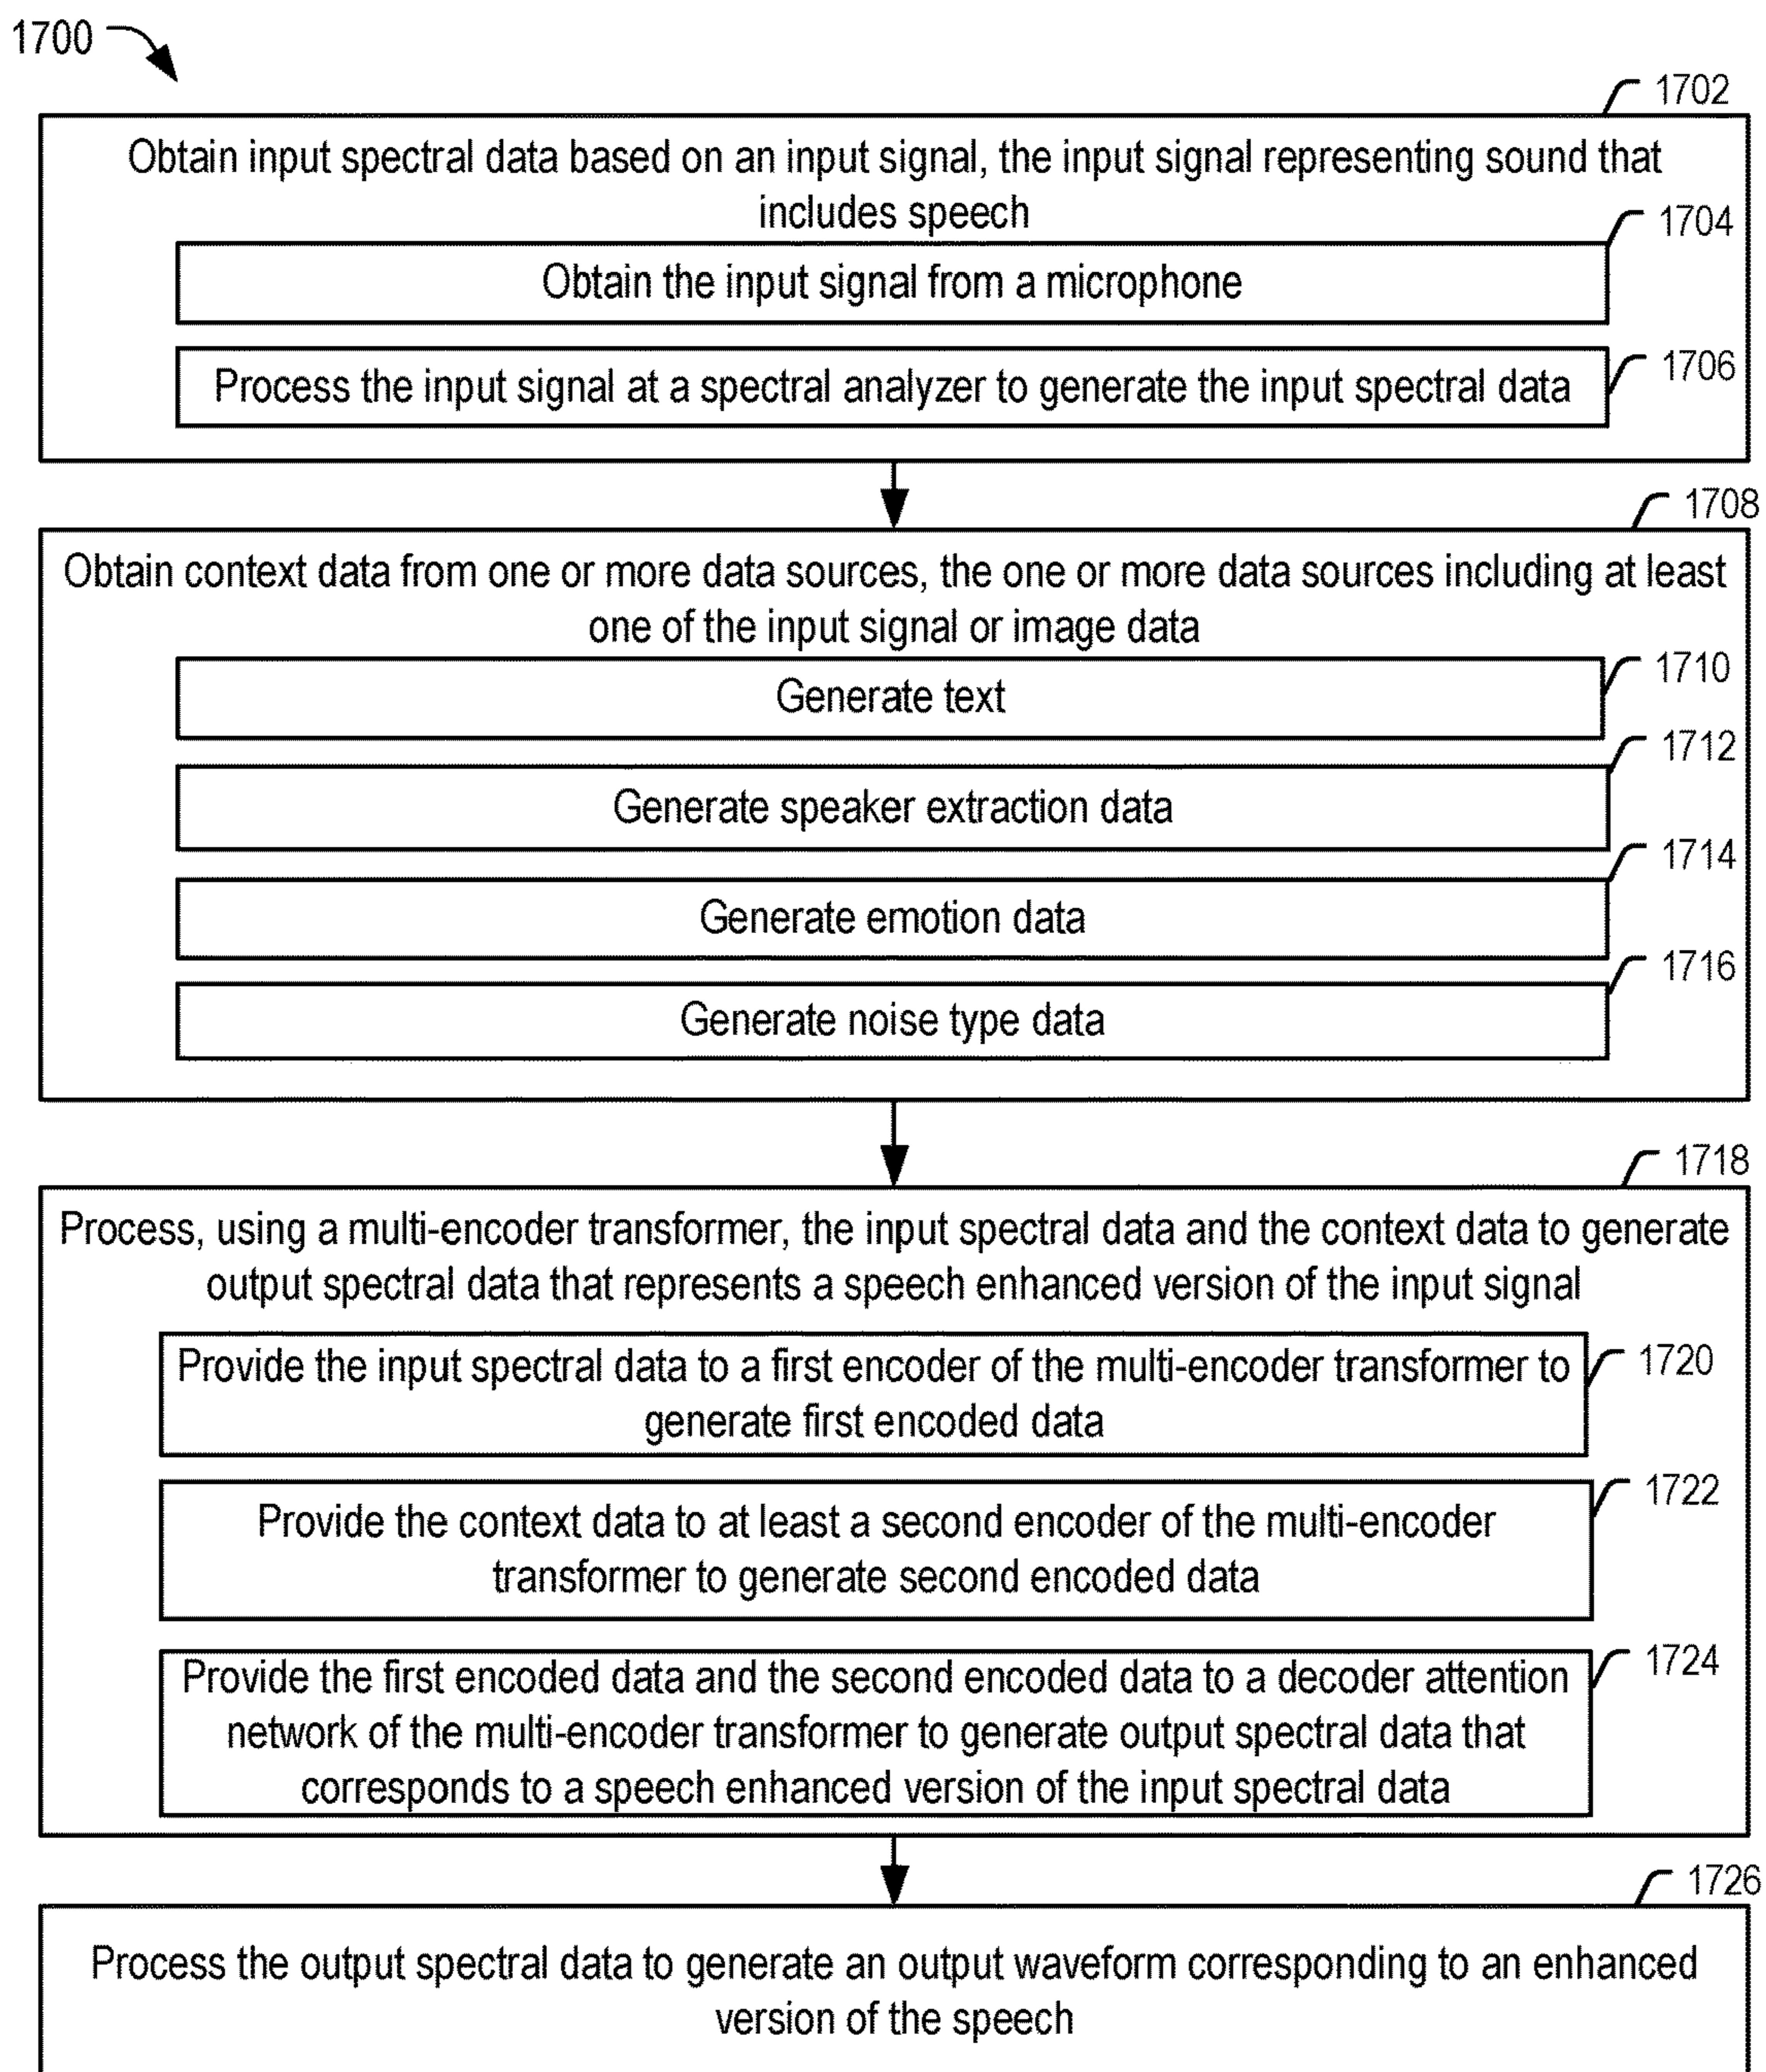 1700
1702
Obtain input spectral data based on an input signal, the input signal representing sound that
includes speech
1704
Obtain the input signal from a microphone
1706
Process the input signal at a spectral analyzer to generate the input spectral data
1708
Obtain context data from one or more data sources, the one or more data sources including at least
one of the input signal or image data
1710
Generate text
1712
Generate speaker extraction data
1714
Generate emotion data
1716
Generate noise type data
1718
Process, using a multi-encoder transformer, the input spectral data and the context data to generate
output spectral data that represents a speech enhanced version of the input signal
1720
Provide the input spectral data to a first encoder of the multi-encoder transformer to
generate first encoded data
1722
Provide the context data to at least a second encoder of the multi-encoder
transformer to generate second encoded data
1724
Provide the first encoded data and the second encoded data to a decoder attention
network of the multi-encoder transformer to generate output spectral data that
corresponds to a speech enhanced version of the input spectral data
1726
Process the output spectral data to generate an output waveform corresponding to an enhanced
version of the speech